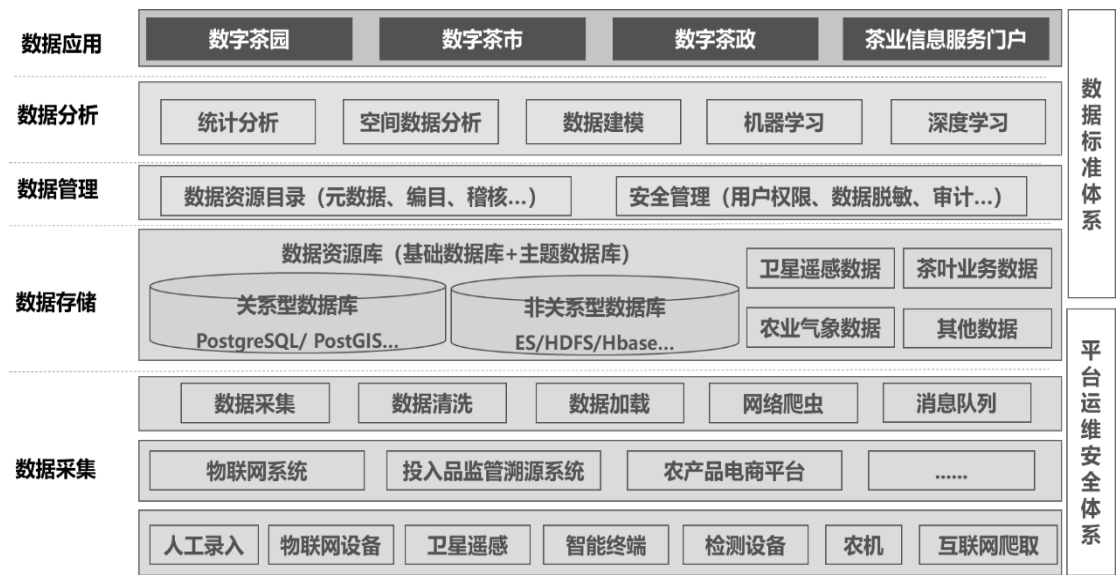 数据应用
数字茶园
数字茶市
数字茶政
茶业信息服务门户
数据分析
统计分析
空间数据分析
数据建模
机器学习
深度学习
数据管理
数据资源目录（元数据、编目、稽核...）
安全管理（用户权限、数据脱敏、审计...）
数据存储
数据资源库（基础数据库+主题数据库）
关系型数据库
PostgreSQL/ PostGIS...
非关系型数据库
ES/HDFS/Hbase...
卫星遥感数据
茶叶业务数据
农业气象数据
其他数据
数据采集
数据采集
数据清洗
数据加载
网络爬虫
消息队列
物联网系统
投入品监管溯源系统
农产品电商平台
......
人工录入
物联网设备
卫星遥感
智能终端
检测设备
农机
互联网爬取
数据标准体系
平台运维安全体系